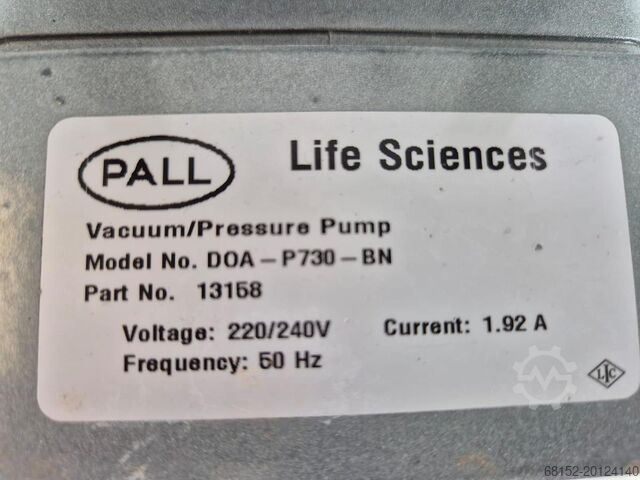 PALL Life Sciences
Vacuum/Pressure Pump
Model No. DOA-P730-BN
Part No. 13158
Voltage: 220/240V Current: 1.92 A
Frequency: 50 Hz
68152-20124140